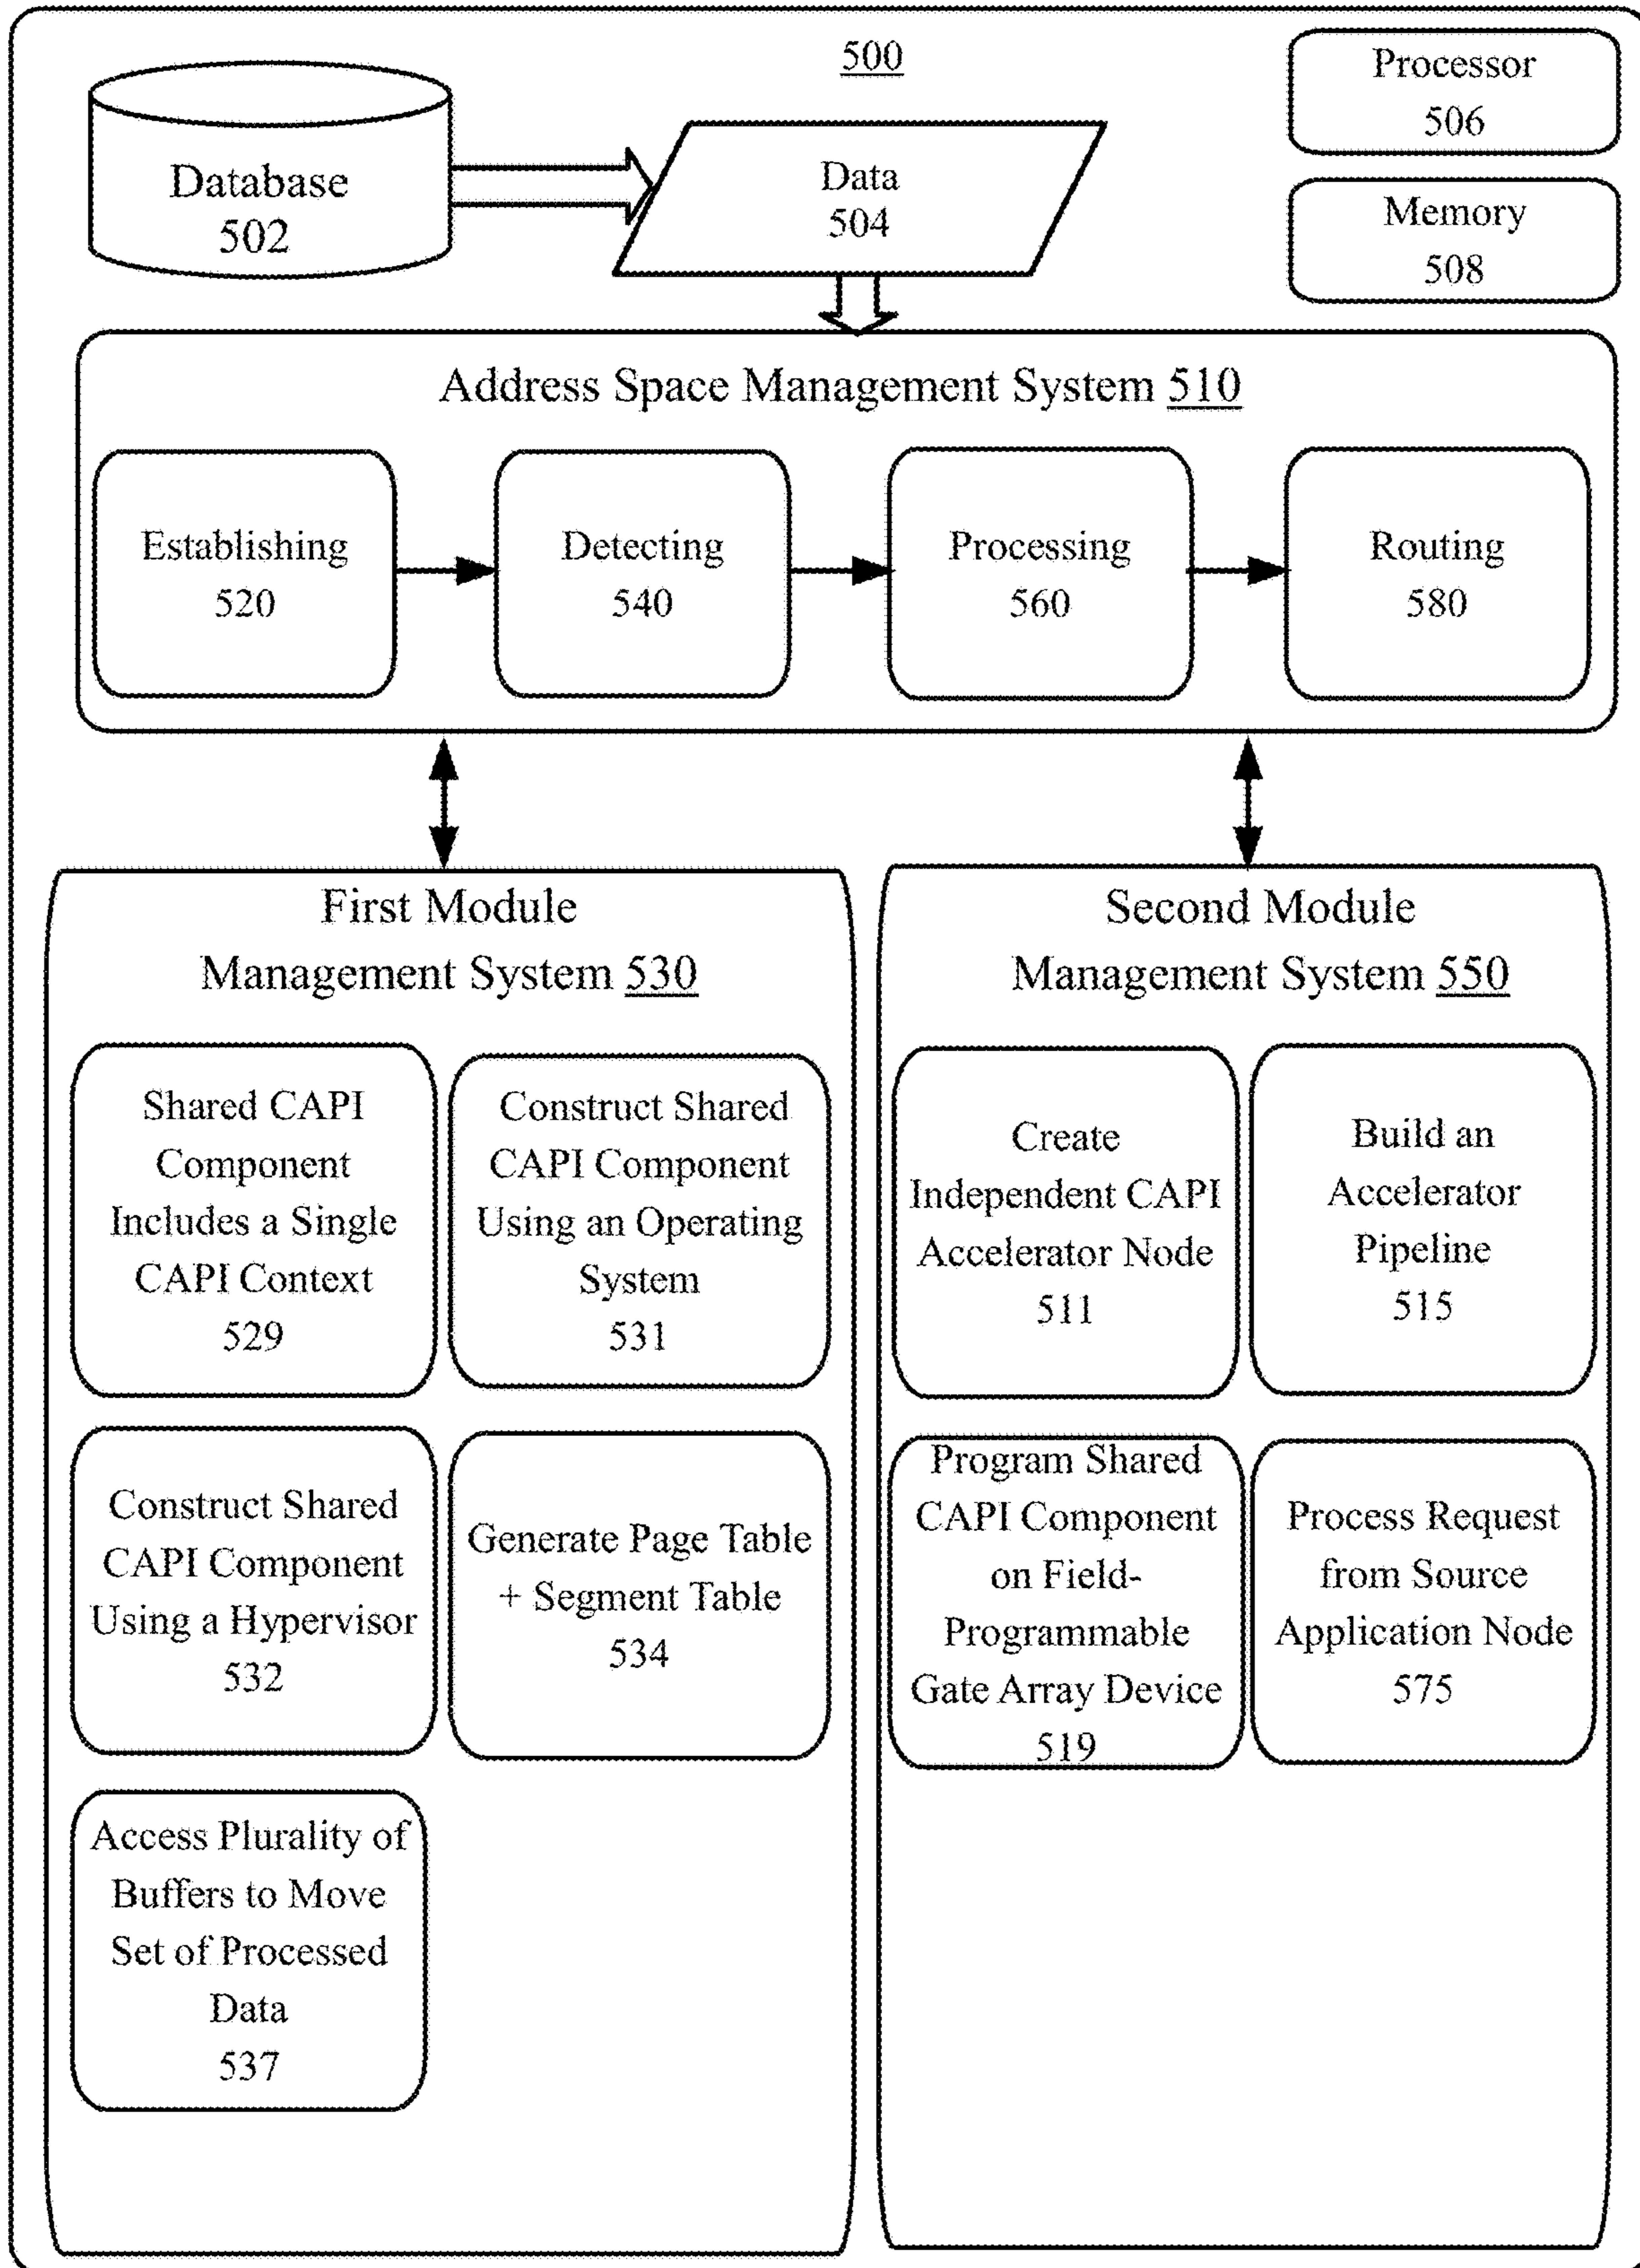 500
Processor
506
Database
502
Data
504
Memory
508
Address Space Management System 510
Establishing
520
Detecting
540
Processing
560
Routing
580
First Module
Management System 530
Shared CAPI
Component
Includes a Single
CAPI Context
529
Construct Shared
CAPI Component
Using an Operating
System
531
Construct Shared
CAPI Component
Using a Hypervisor
532
Generate Page Table
+ Segment Table
534
Access Plurality of
Buffers to Move
Set of Processed
Data
537
Second Module
Management System 550
Create
Independent CAPI
Accelerator Node
511
Build an
Accelerator
Pipeline
515
Program Shared
CAPI Component
on Field-
Programmable
Gate Array Device
519
Process Request
from Source
Application Node
575